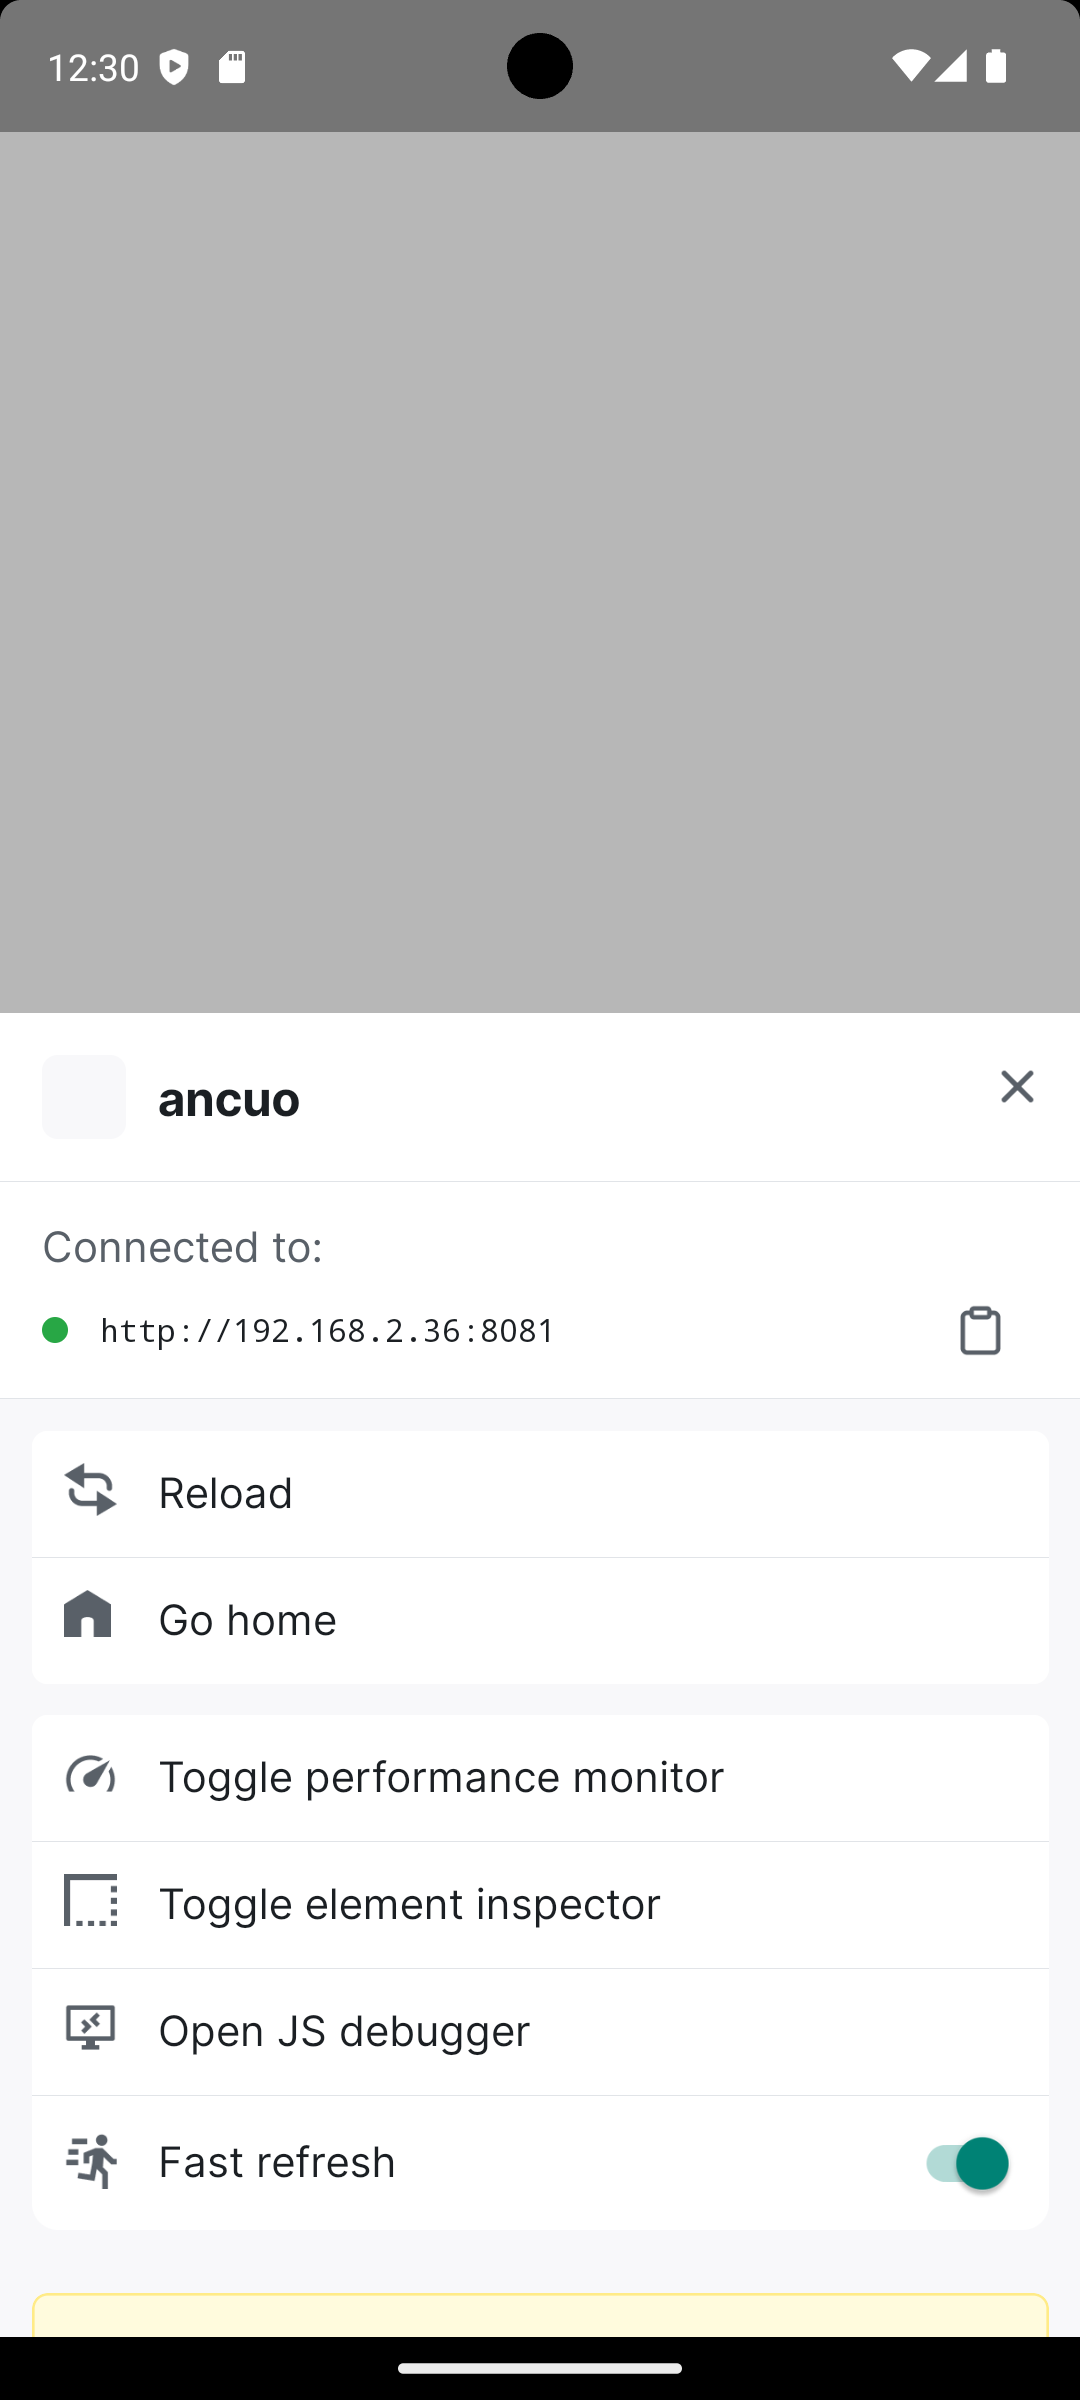 12:30
ancuo
Connected to:
http://192.168.2.36:8081
Reload
Go home
Toggle performance monitor
Toggle element inspector
Open JS debugger
Fast refresh